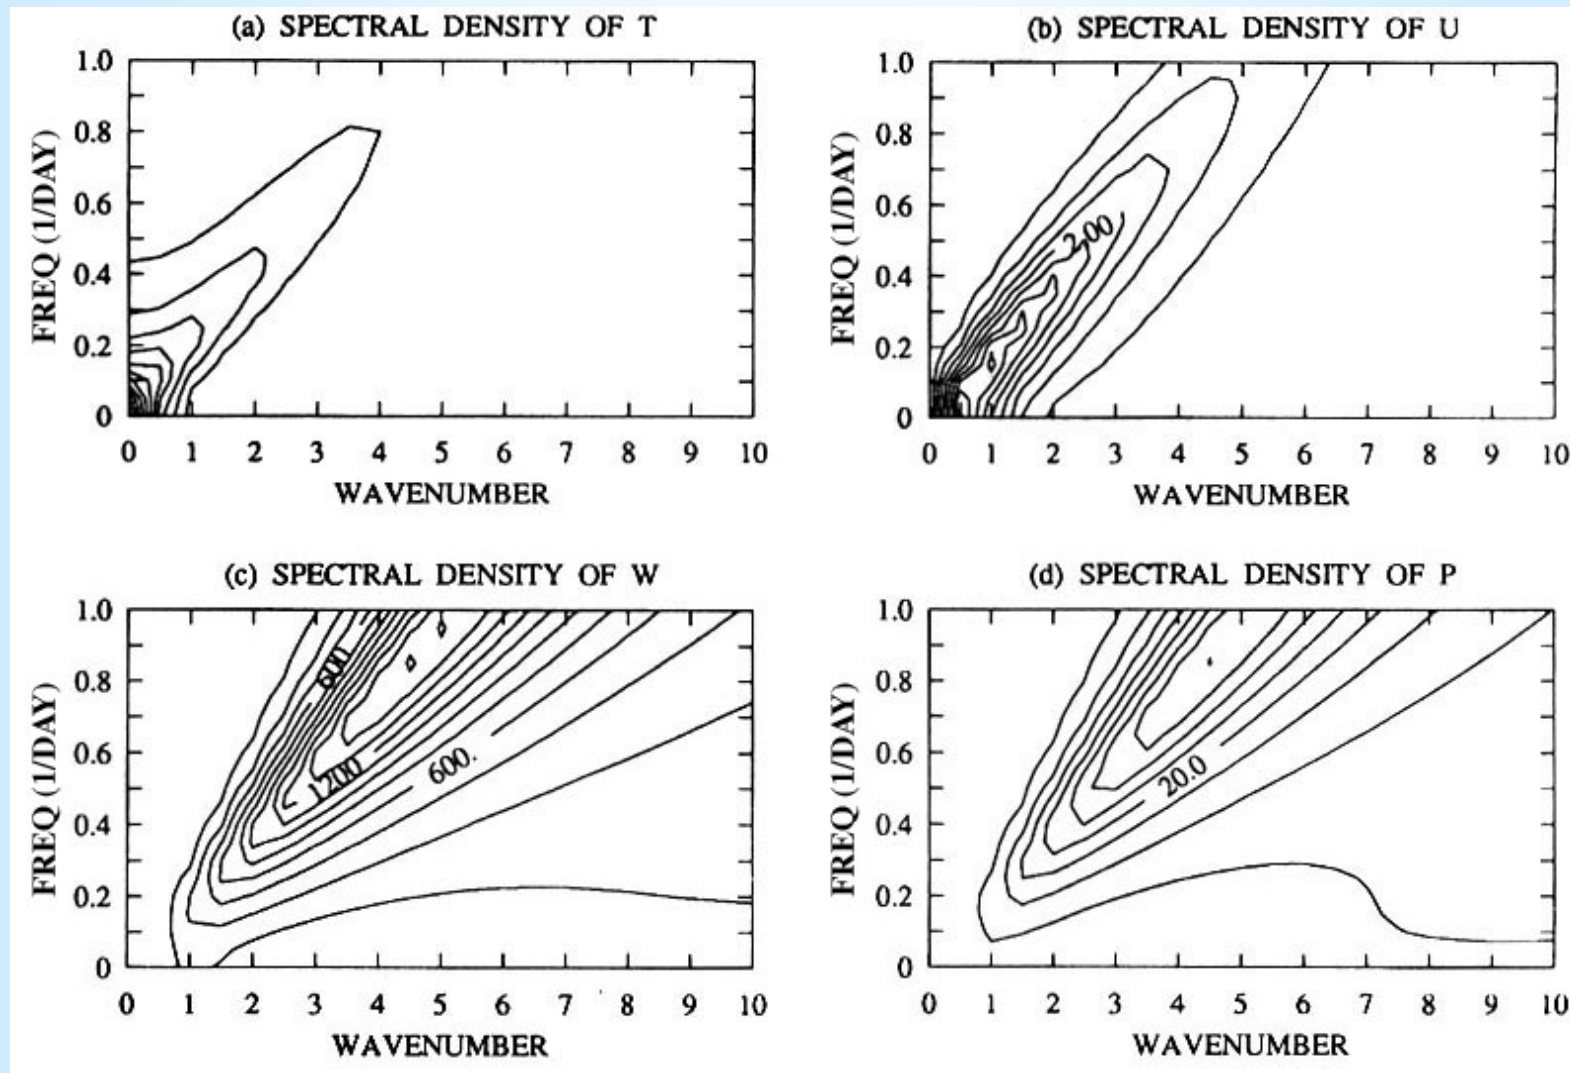 (a) SPECTRAL DENSITY OF T
1.0
0.8
0.6
0.4
0.2
0
FREQ (1/DAY)
0 1 2 3 4 5 6 7 8 9 10
WAVENUMBER
(b) SPECTRAL DENSITY OF U
1.0
0.8
0.6
0.4
0.2
0
FREQ (1/DAY)
2.00
0 1 2 3 4 5 6 7 8 9 10
WAVENUMBER
(c) SPECTRAL DENSITY OF W
1.0
0.8
0.6
0.4
0.2
0
FREQ (1/DAY)
600
1200
600.
0 1 2 3 4 5 6 7 8 9 10
WAVENUMBER
(d) SPECTRAL DENSITY OF P
1.0
0.8
0.6
0.4
0.2
0
FREQ (1/DAY)
20.0
0 1 2 3 4 5 6 7 8 9 10
WAVENUMBER